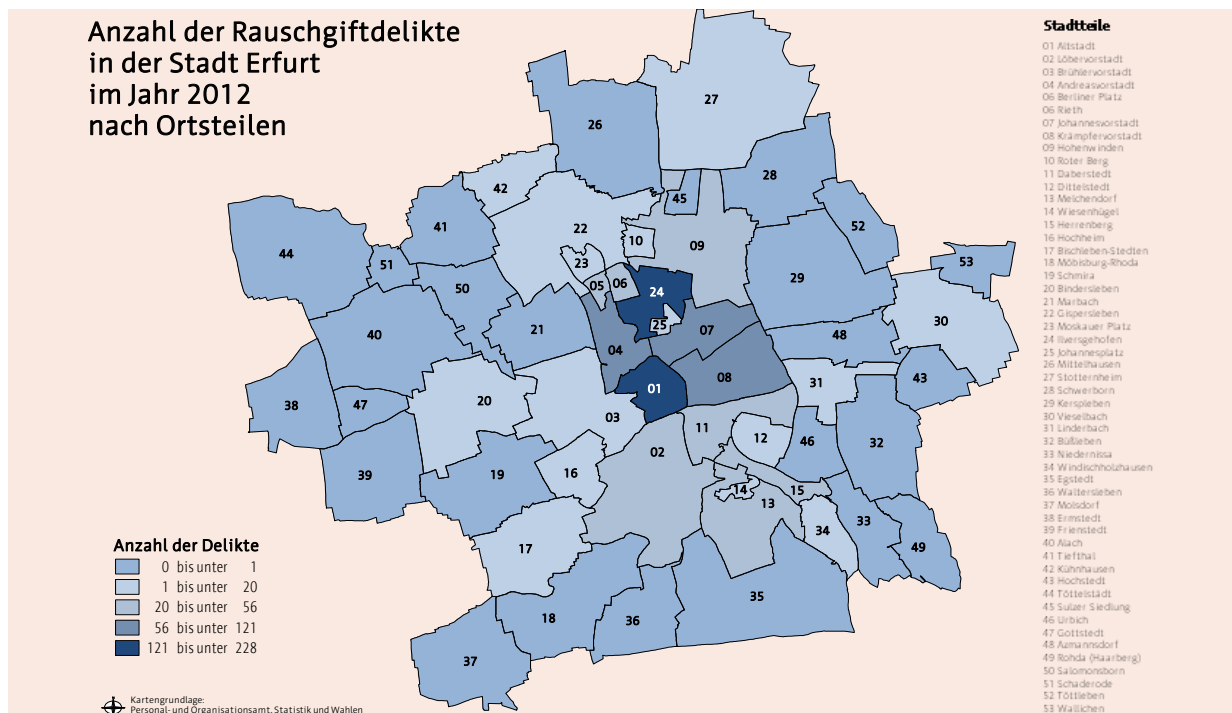 Anzahl der Rauschgiftdelikte
in der Stadt Erfurt
im Jahr 2012
nach Ortsteilen
Stadtteile
01 Altstadt
02 Löbervorstadt
03 Brühlervorstadt
04 Andreasvorstadt
06 Berliner Platz
06 Rieth
07 Johannesvorstadt
08 Krämpfervorstadt
09 Hohenwinden
10 Roter Berg
11 Daberstedt
12 Dittelstedt
13 Melchendorf
14 Wiesenhügel
15 Herrenberg
16 Hochheim
17 Bischleben-Stedten
18 Möbisburg-Rhoda
19 Schmira
20 Bindersleben
21 Marbach
22 Gispersleben
23 Moskauer Platz
24 Ilversgehofen
25 Johannesplatz
26 Mittelhausen
27 Stotternheim
28 Schwerborn
29 Kerspleben
30 Vieselbach
31 Linderbach
32 Büßleben
33 Niedernissa
34 Windischholzhausen
35 Egstedt
36 Waltersleben
37 Molsdorf
38 Ermstedt
39 Frienstedt
40 Alach
41 Tiefthal
42 Kühnhausen
43 Hochstedt
44 Töttelstädt
45 Sulzer Siedlung
46 Urbich
47 Gottstedt
48 Azmannsdorf
49 Rohda (Haarberg)
50 Salomonsborn
51 Schaderode
52 Töttleben
53 Wallichen
27
26
28
42
45
41
22
10
09
52
44
51
23
53
50
05
06
24
29
30
40
21
25
07
48
04
08
43
38
47
20
01
31
03
11
12
46
32
02
39
19
16
14
15
13
34
33
17
49
35
18
36
37
Anzahl der Delikte
0 bis unter 1
1 bis unter 20
20 bis unter 56
56 bis unter 121
121 bis unter 228
Kartengrundlage:
Personal- und Organisationsamt, Statistik und Wahlen